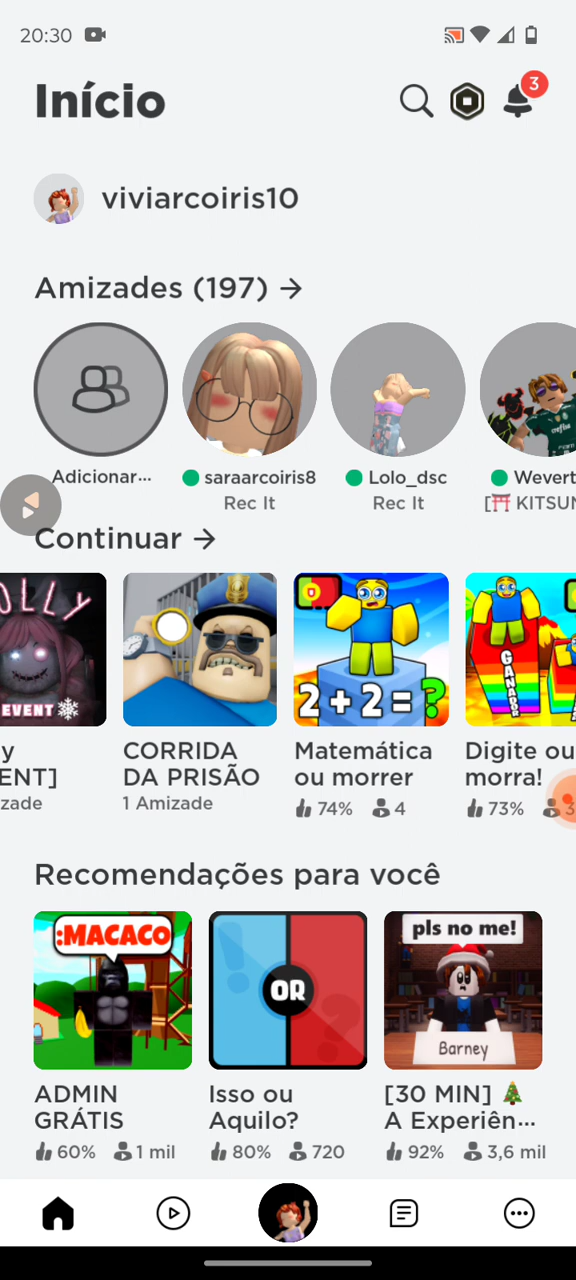 20:30
Início
3
viviarcoiris10
Amizades (197) →
Adicionar...
saraarcoiris8
Lolo_dsc
Wevert
Rec It
Rec It
[⛩️ KITSUN
Continuar →
OLLY
EVENT
2 + 2 = ?
GANADOR
y
ENT]
zade
CORRIDA
DA PRISÃO
1 Amizade
Matemática
ou morrer
74% 4
Digite ou
morra!
73% 3
Recomendações para você
:MACACO
OR
pls no me!
Barney
ADMIN
GRÁTIS
60% 1 mil
Isso ou
Aquilo?
80% 720
[30 MIN] 🎄
A Experiên...
92% 3,6 mil